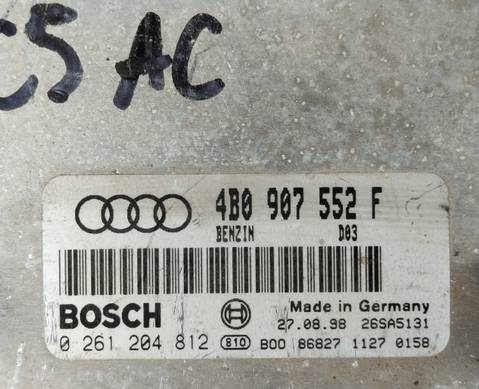 C5 AC
4B0 907 552 F
BENZIN D03
BOSCH
Made in Germany
27.08.98 26SA5131
0 261 204 812 810 B00 86827 1127 0158